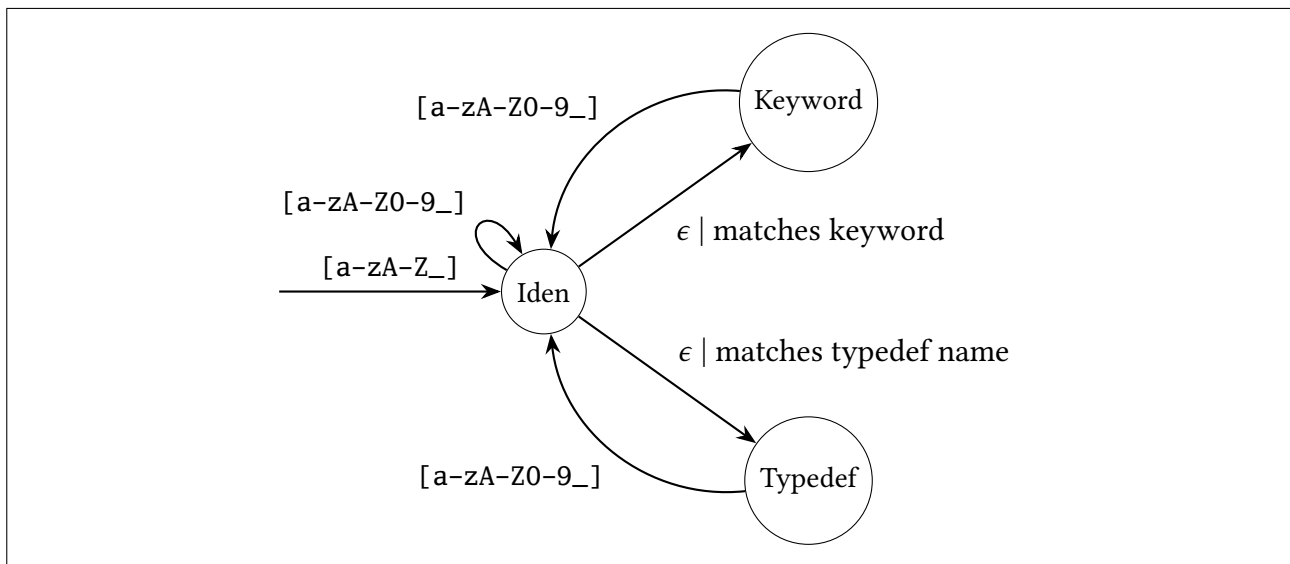 Keyword
[a-zA-Z0-9_]
[a-zA-Z0-9_]
ϵ | matches keyword
[a-zA-Z_]
Iden
ϵ | matches typedef name
[a-zA-Z0-9_]
Typedef